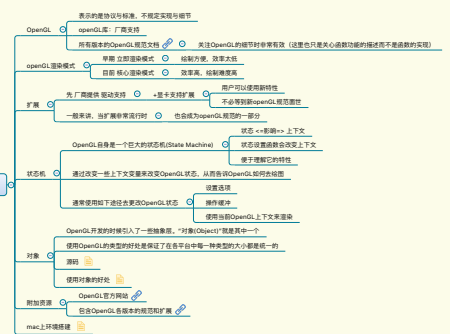 表示的是协议与标准，不规定实现与细节
OpenGL
openGL库：厂商支持
所有版本的OpenGL规范文档
关注OpenGL的细节时非常有效（这里也只是关心函数功能的描述而不是函数的实现）
openGL渲染模式
早期 立即渲染模式
绘制方便，效率太低
目前 核心渲染模式
效率高，绘制难度高
扩展
先 厂商提供 驱动支持
+显卡支持扩展
用户可以使用新特性
不必等到新openGL规范面世
一般来讲，当扩展非常流行时
也会成为openGL规范的一部分
状态机
OpenGL自身是一个巨大的状态机(State Machine)
状态 <=影响=> 上下文
状态设置函数会改变上下文
便于理解它的特性
通过改变一些上下文变量来改变OpenGL状态，从而告诉OpenGL如何去绘图
通常使用如下途径去更改OpenGL状态
设置选项
操作缓冲
使用当前OpenGL上下文来渲染
对象
OpenGL开发的时候引入了一些抽象层。“对象(Object)”就是其中一个
使用OpenGL的类型的好处是保证了在各平台中每一种类型的大小都是统一的
源码
使用对象的好处
附加资源
OpenGL官方网站
包含OpenGL各版本的规范和扩展
mac上环境搭建